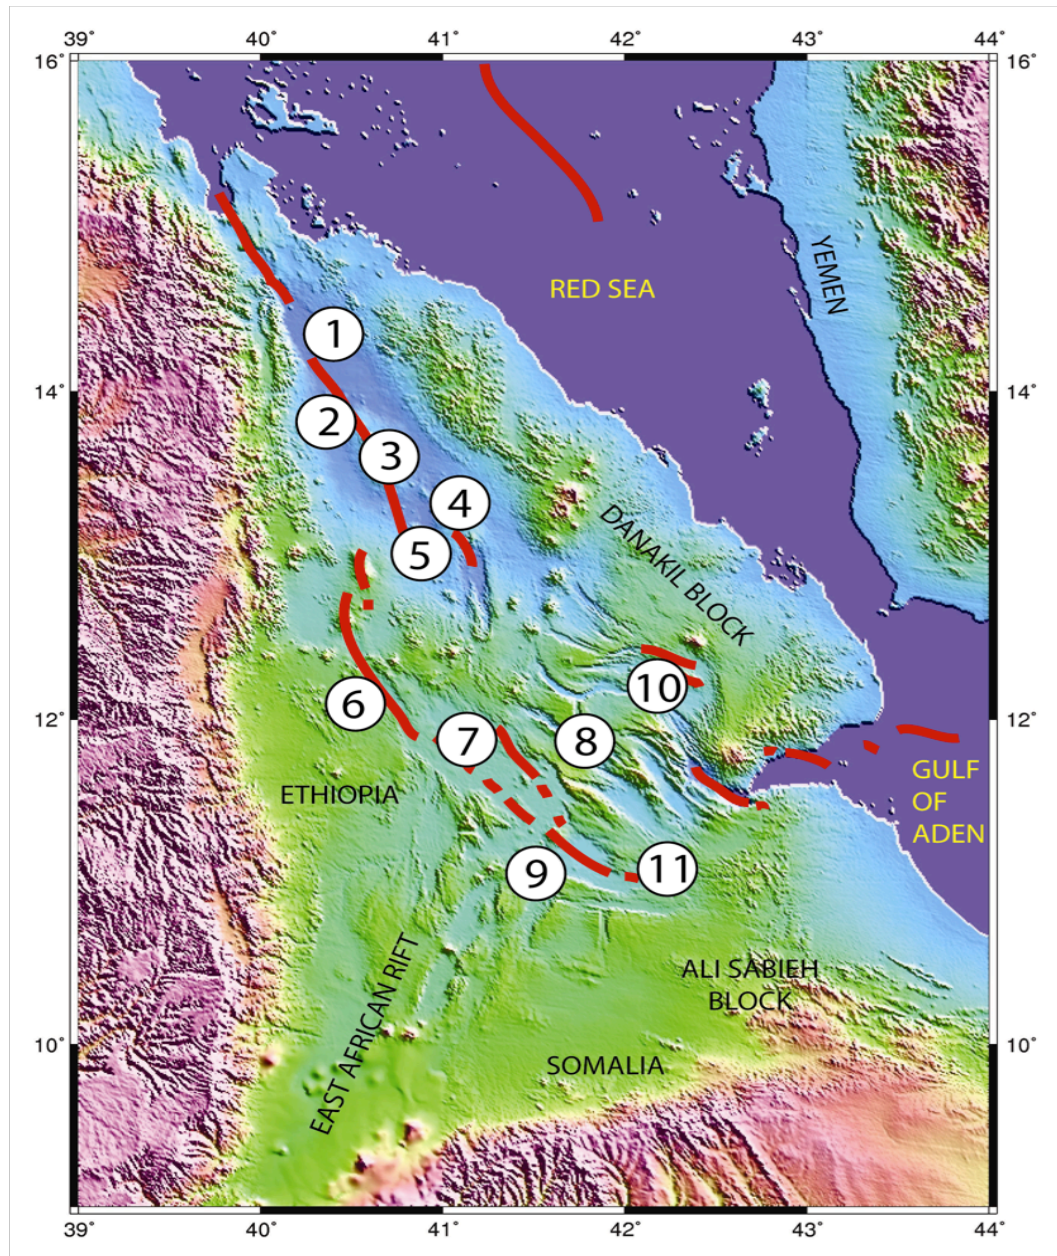 39˚ 40˚ 41˚ 42˚ 43˚ 44˚
16˚ 16˚
YEMEN
RED SEA
1
14˚ 14˚
2
3
4
DANAKIL BLOCK
5
10
6
12˚ 12˚
7
8
GULF
OF
ADEN
ETHIOPIA
9
11
ALI SABIEH
BLOCK
EAST AFRICAN RIFT
10˚ 10˚
SOMALIA
39˚ 40˚ 41˚ 42˚ 43˚ 44˚